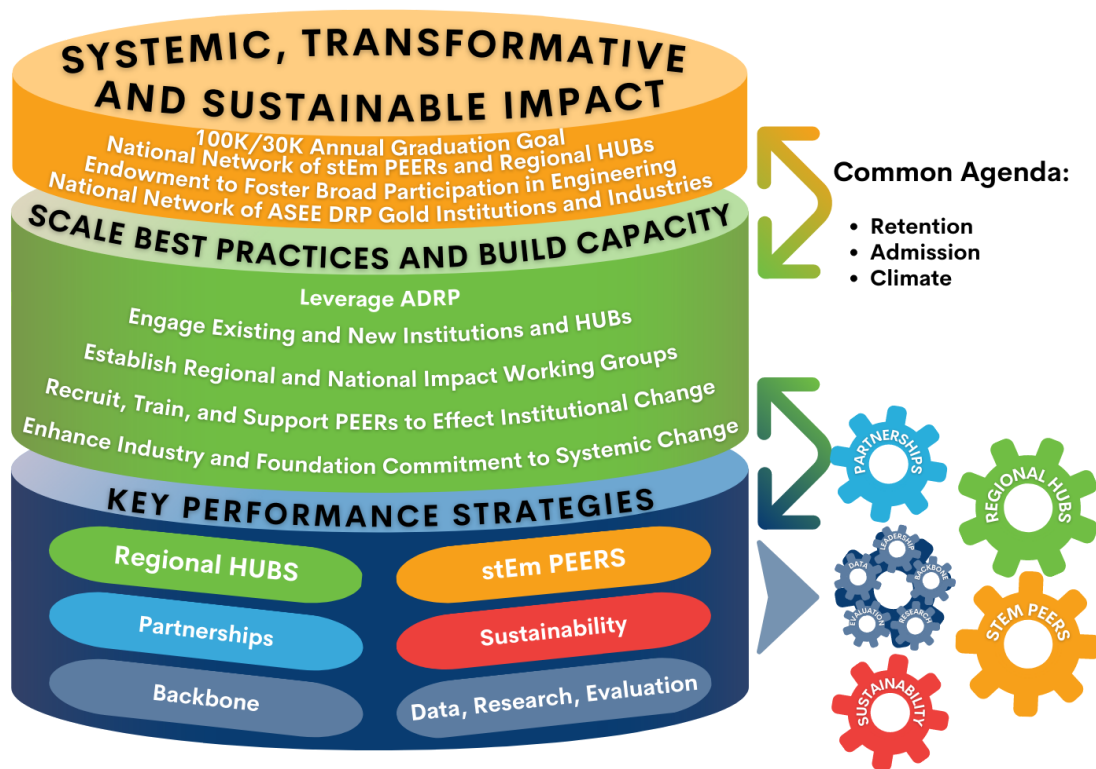 SYSTEMIC, TRANSFORMATIVE
AND SUSTAINABLE IMPACT
100K/30K Annual Graduation Goal
National Network of stEm PEERs and Regional HUBs
Endowment to Foster Broad Participation in Engineering
National Network of ASEE DRP Gold Institutions and Industries
SCALE BEST PRACTICES AND BUILD CAPACITY
Leverage ADRP
Engage Existing and New Institutions and HUBs
Establish Regional and National Impact Working Groups
Recruit, Train, and Support PEERs to Effect Institutional Change
Enhance Industry and Foundation Commitment to Systemic Change
KEY PERFORMANCE STRATEGIES
Regional HUBS
stEm PEERS
Partnerships
Sustainability
Backbone
Data, Research, Evaluation
Common Agenda:
• Retention
• Admission
• Climate
PARTNERSHIPS
REGIONAL HUBS
LEADERSHIP
DATA
BACKBONE
EVALUATION
RESEARCH
STEM PEERS
SUSTAINABILITY